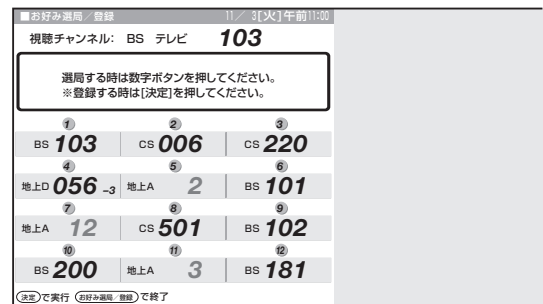 ■お好み選局／登録 11／ 3[火]午前11:00
視聴チャンネル: BS テレビ 103
選局する時は数字ボタンを押してください。
※登録する時は[決定]を押してください。
1 2 3
BS 103 CS 006 CS 220
4 5 6
地上D 056 -3 地上A 2 BS 101
7 8 9
地上A 12 CS 501 BS 102
10 11 12
BS 200 地上A 3 BS 181
決定で実行 お好み選局／登録で終了